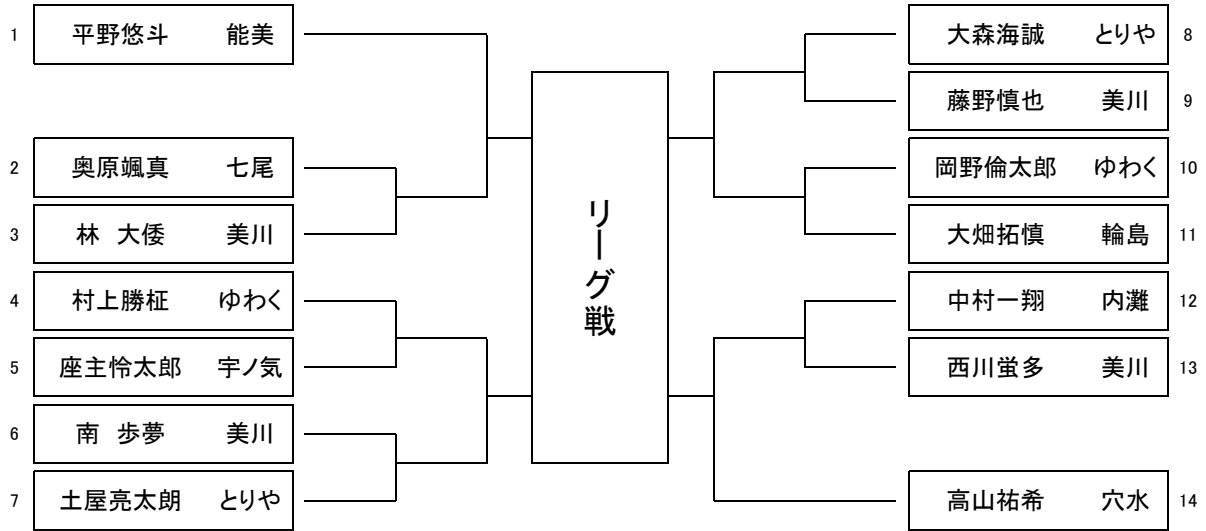 1 平野悠斗 能美
2 奥原颯真 七尾
3 林 大倭 美川
4 村上勝柾 ゆわく
5 座主怜太郎 宇ノ気
6 南 歩夢 美川
7 土屋亮太朗 とりや
リーグ戦
大森海誠 とりや 8
藤野慎也 美川 9
岡野倫太郎 ゆわく 10
大畑拓慎 輪島 11
中村一翔 内灘 12
西川蛍多 美川 13
高山祐希 穴水 14